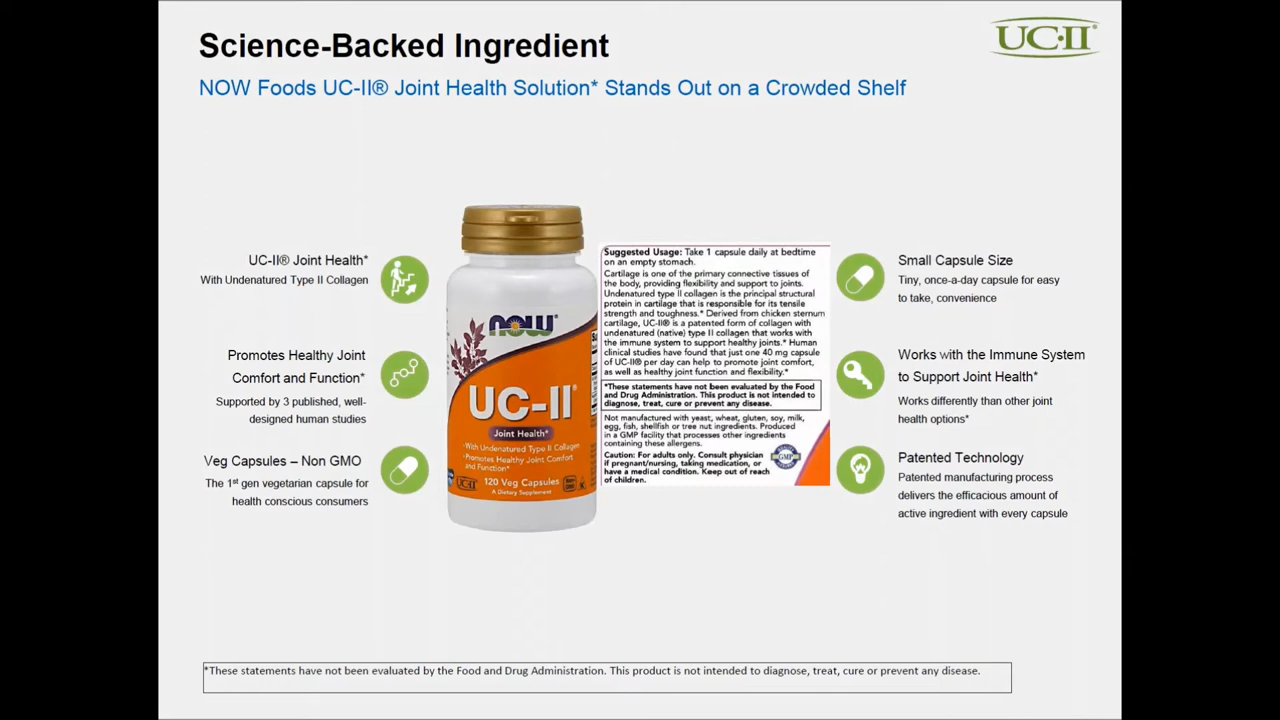 Science-Backed Ingredient
UC-II
NOW Foods UC-II® Joint Health Solution* Stands Out on a Crowded Shelf
UC-II® Joint Health*
With Undenatured Type II Collagen
Promotes Healthy Joint
Comfort and Function*
Supported by 3 published, well-
designed human studies
Veg Capsules – Non GMO
The 1st gen vegetarian capsule for
health conscious consumers
now®
UC-II®
Joint Health*
With Undenatured Type II Collagen
Promotes Healthy Joint Comfort
and Function*
120 Veg Capsules
A Dietary Supplement
UC-II
Suggested Usage: Take 1 capsule daily at bedtime
on an empty stomach.
Cartilage is one of the primary connective tissues of
the body, providing flexibility and support to joints.
Undenatured type II collagen is the principal structural
protein in cartilage that is responsible for its tensile
strength and toughness.* Derived from chicken sternum
cartilage, UC-II® is a patented form of collagen with
undenatured (native) type II collagen that works with
the immune system to support healthy joints.* Human
clinical studies have found that just one 40 mg capsule
of UC-II® per day can help to promote joint comfort,
as well as healthy joint function and flexibility.*
*These statements have not been evaluated by the Food
and Drug Administration. This product is not intended to
diagnose, treat, cure or prevent any disease.
Not manufactured with yeast, wheat, gluten, soy, milk,
egg, fish, shellfish or tree nut ingredients. Produced
in a GMP facility that processes other ingredients
containing these allergens.
Caution: For adults only. Consult physician
if pregnant/nursing, taking medication, or
have a medical condition. Keep out of reach
of children.
GMP
Small Capsule Size
Tiny, once-a-day capsule for easy
to take, convenience
Works with the Immune System
to Support Joint Health*
Works differently than other joint
health options*
Patented Technology
Patented manufacturing process
delivers the efficacious amount of
active ingredient with every capsule
*These statements have not been evaluated by the Food and Drug Administration. This product is not intended to diagnose, treat, cure or prevent any disease.